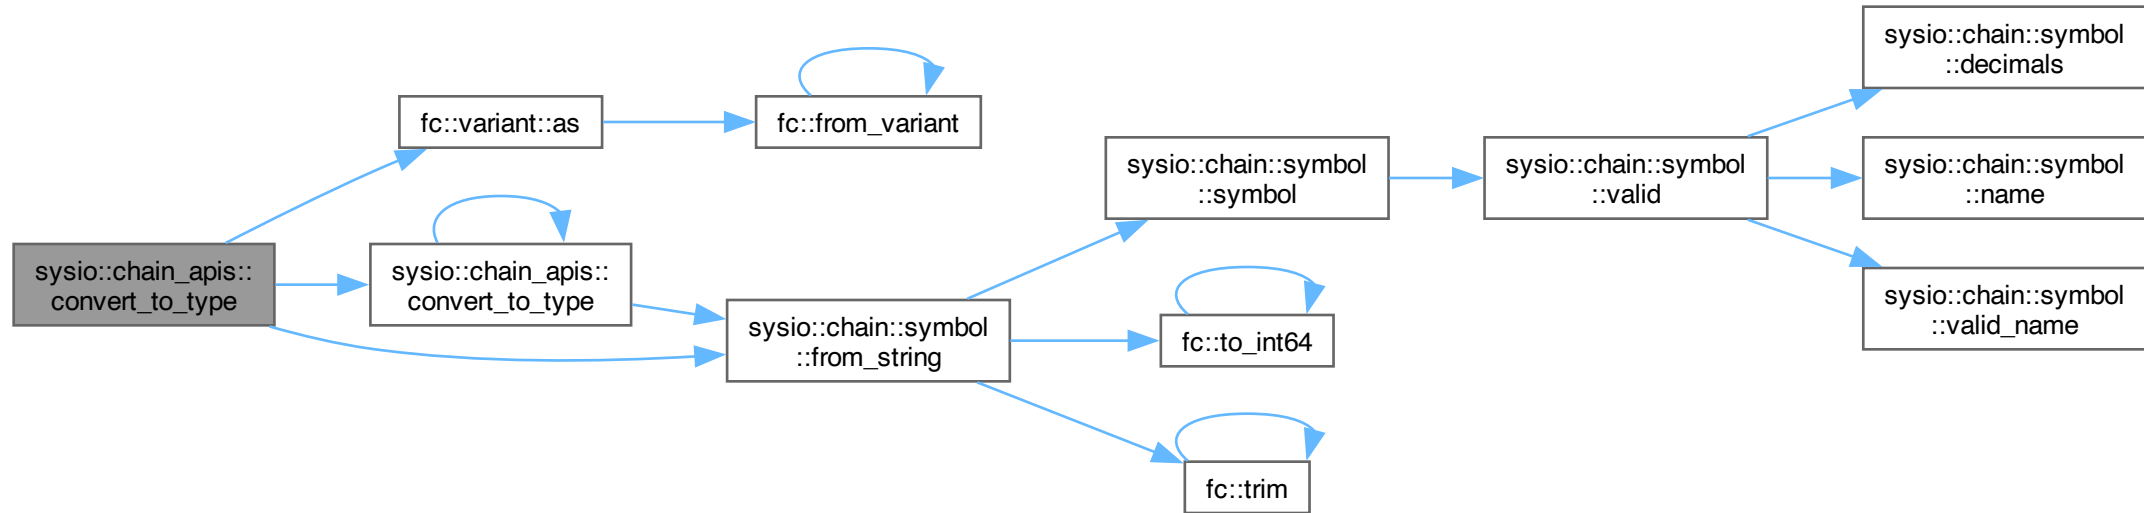 sysio::chain_apis::
convert_to_type
fc::variant::as
fc::from_variant
sysio::chain_apis::
convert_to_type
sysio::chain::symbol
::from_string
sysio::chain::symbol
::symbol
fc::to_int64
fc::trim
sysio::chain::symbol
::valid
sysio::chain::symbol
::decimals
sysio::chain::symbol
::name
sysio::chain::symbol
::valid_name